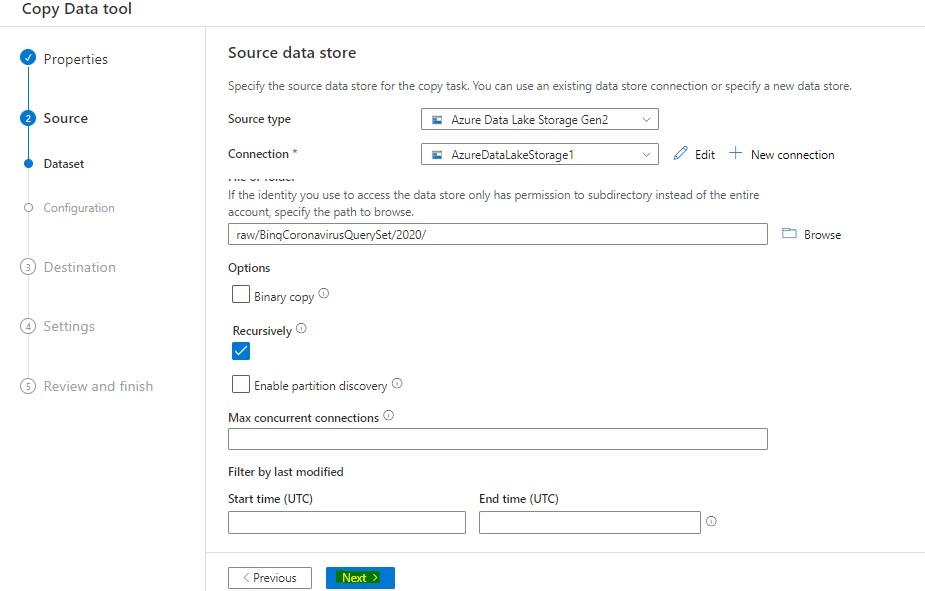 Copy Data tool
Properties
2 Source
Dataset
Configuration
3 Destination
4 Settings
5 Review and finish
Source data store
Specify the source data store for the copy task. You can use an existing data store connection or specify a new data store.
Source type
Azure Data Lake Storage Gen2
Connection *
AzureDataLakeStorage1
Edit
New connection
File or folder
If the identity you use to access the data store only has permission to subdirectory instead of the entire
account, specify the path to browse.
raw/BingCoronavirusQuerySet/2020/
Browse
Options
Binary copy
Recursively
Enable partition discovery
Max concurrent connections
Filter by last modified
Start time (UTC)
End time (UTC)
< Previous
Next >